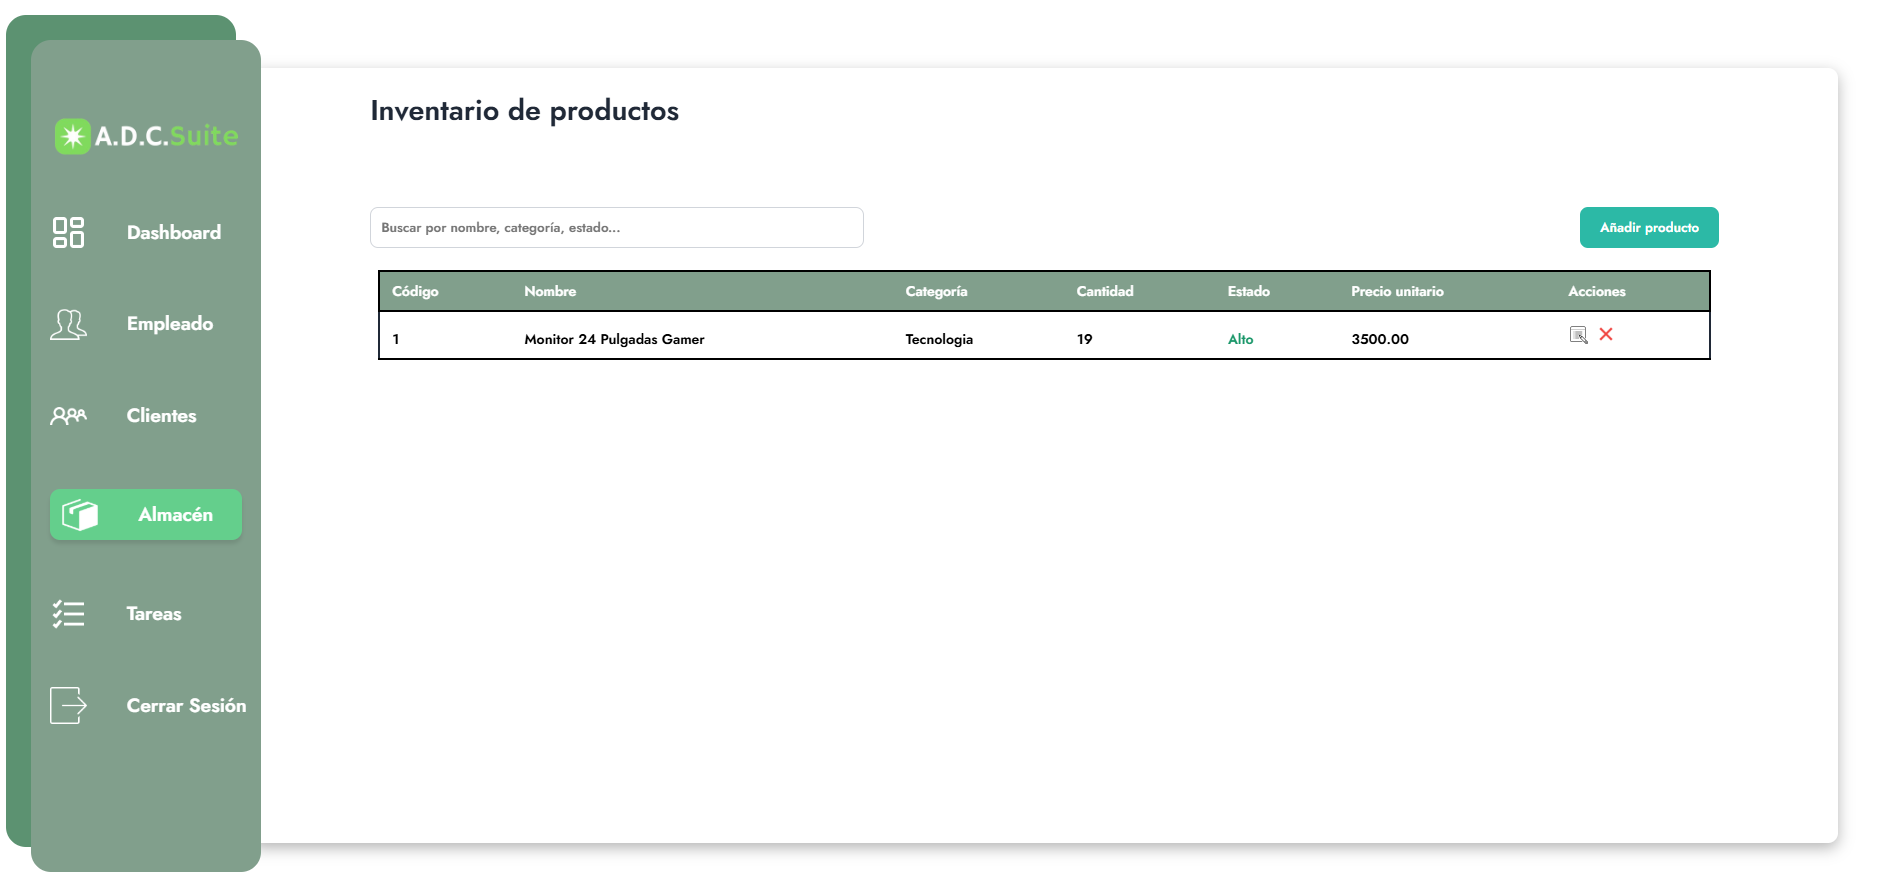 A.D.C.Suite
Dashboard
Empleado
Clientes
Almacén
Tareas
Cerrar Sesión
Inventario de productos
Buscar por nombre, categoría, estado...
Añadir producto
Código Nombre Categoría Cantidad Estado Precio unitario Acciones
1 Monitor 24 Pulgadas Gamer Tecnologia 19 Alto 3500.00